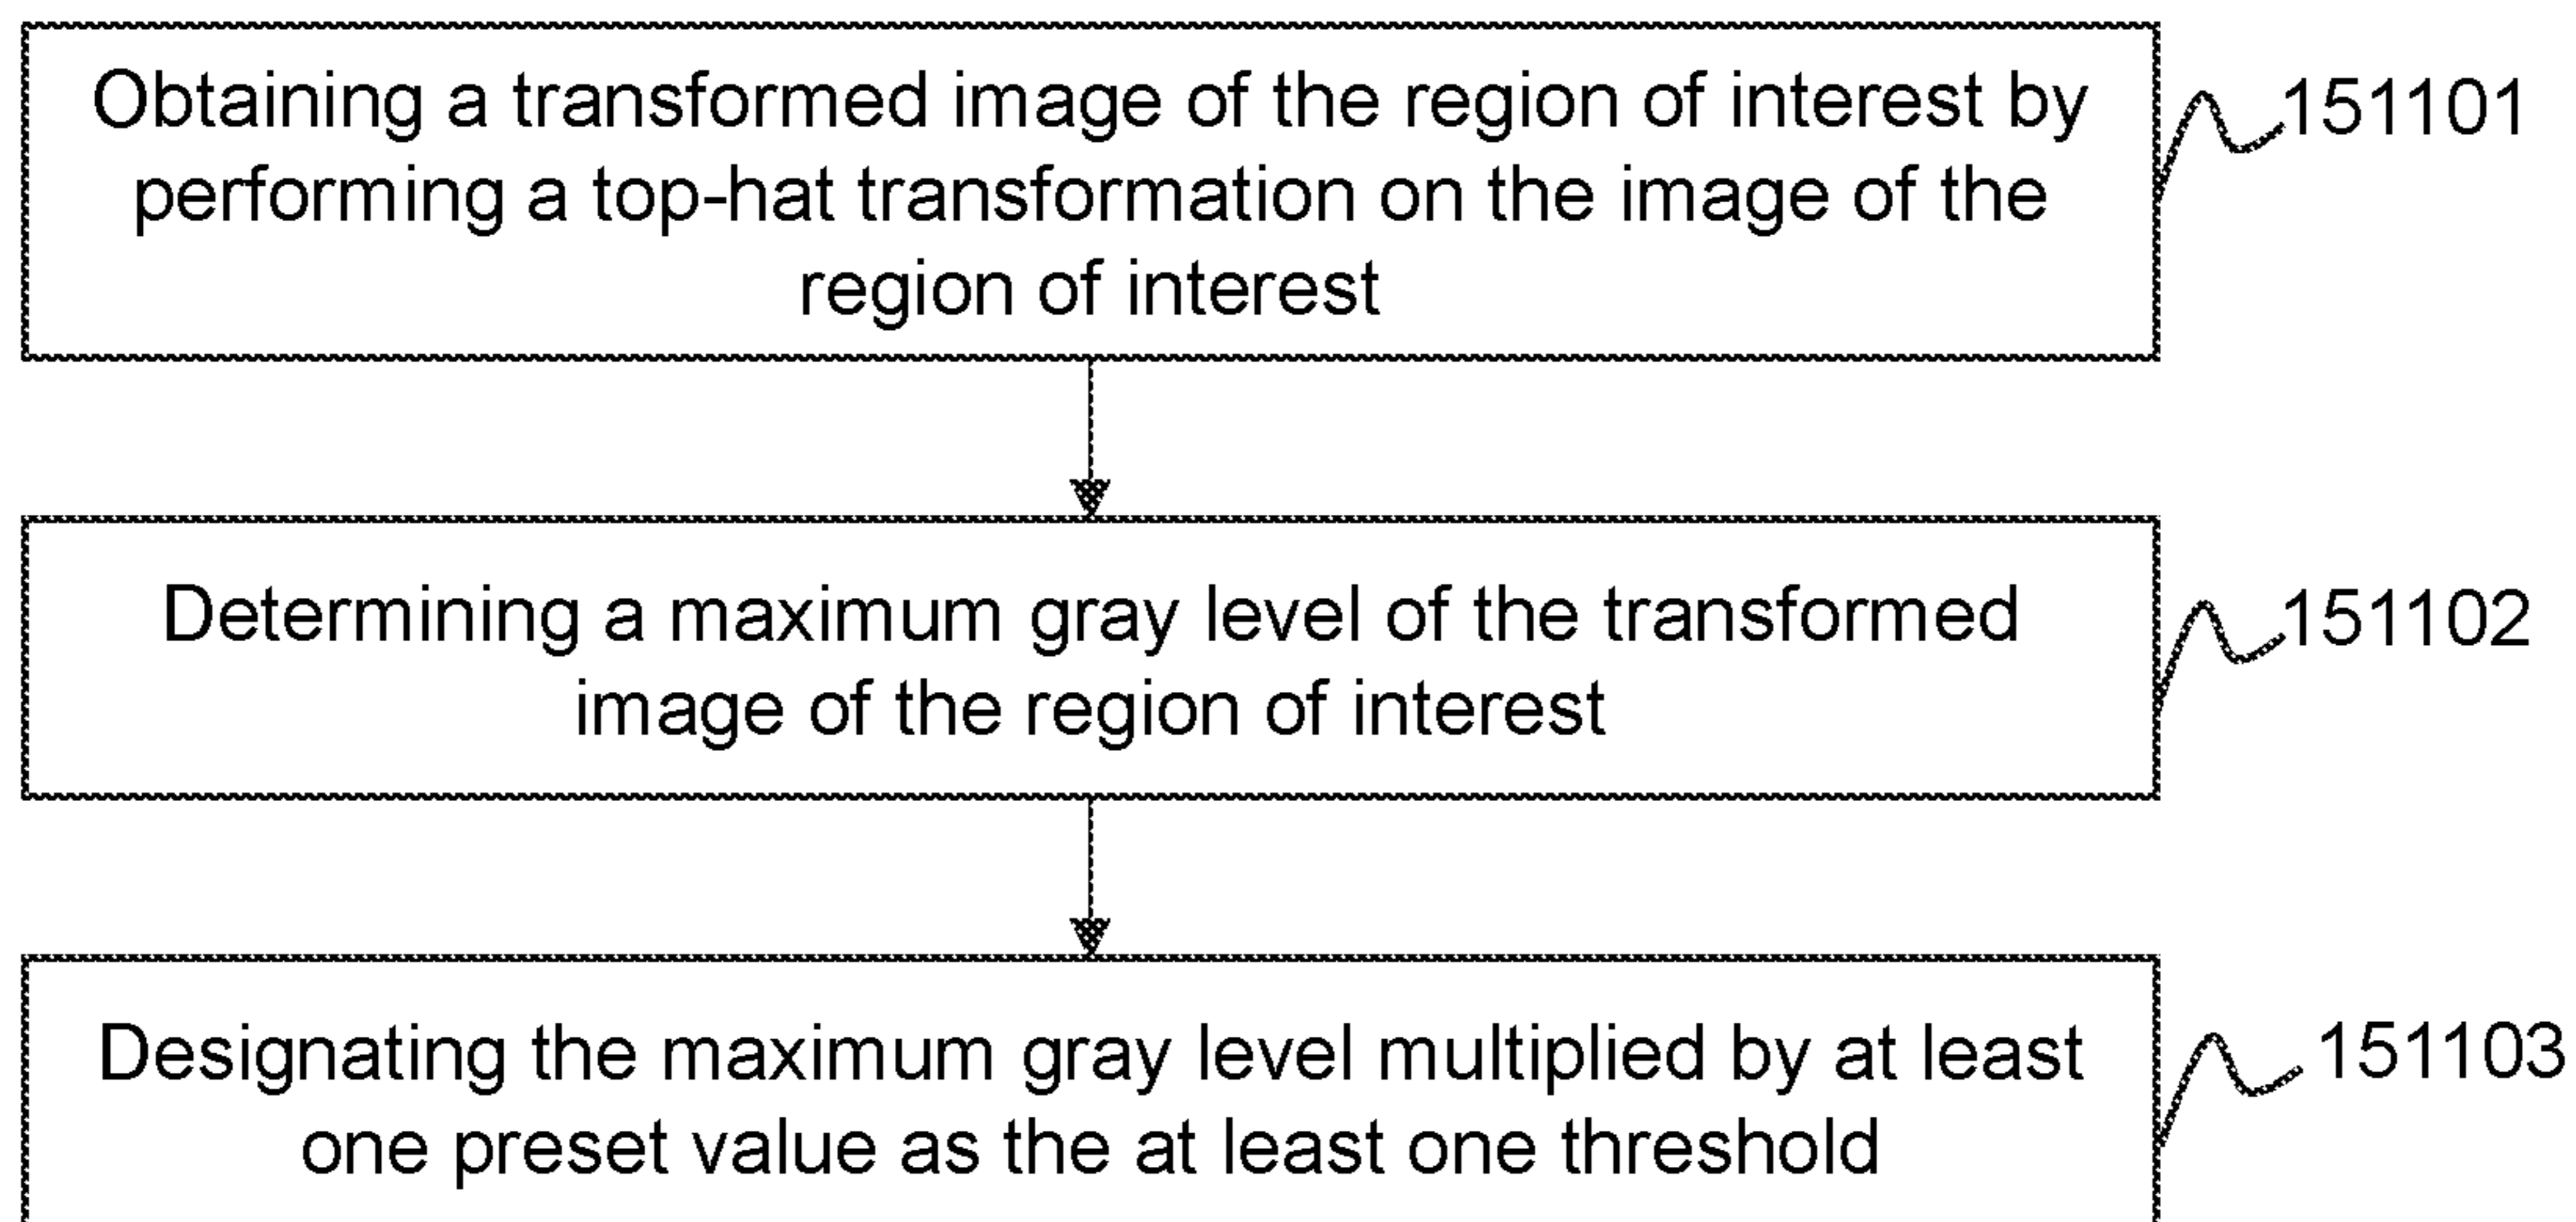 Obtaining a transformed image of the region of interest by
performing a top-hat transformation on the image of the
region of interest
151101
Determining a maximum gray level of the transformed
image of the region of interest
151102
Designating the maximum gray level multiplied by at least
one preset value as the at least one threshold
151103